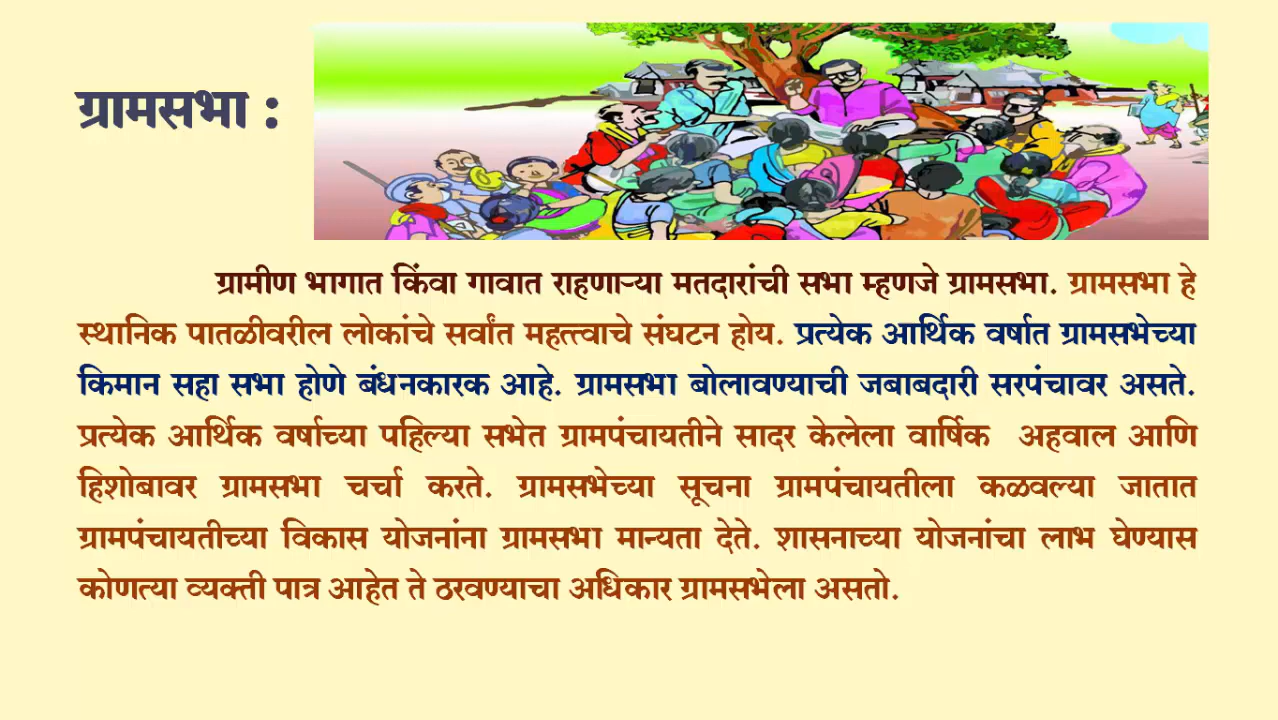 ग्रामसभा :
ग्रामीण भागात किंवा गावात राहणाऱ्या मतदारांची सभा म्हणजे ग्रामसभा. ग्रामसभा हे
स्थानिक पातळीवरील लोकांचे सर्वांत महत्त्वाचे संघटन होय. प्रत्येक आर्थिक वर्षात ग्रामसभेच्या
किमान सहा सभा होणे बंधनकारक आहे. ग्रामसभा बोलावण्याची जबाबदारी सरपंचावर असते.
प्रत्येक आर्थिक वर्षाच्या पहिल्या सभेत ग्रामपंचायतीने सादर केलेला वार्षिक अहवाल आणि
हिशोबावर ग्रामसभा चर्चा करते. ग्रामसभेच्या सूचना ग्रामपंचायतीला कळवल्या जातात
ग्रामपंचायतीच्या विकास योजनांना ग्रामसभा मान्यता देते. शासनाच्या योजनांचा लाभ घेण्यास
कोणत्या व्यक्ती पात्र आहेत ते ठरवण्याचा अधिकार ग्रामसभेला असतो.